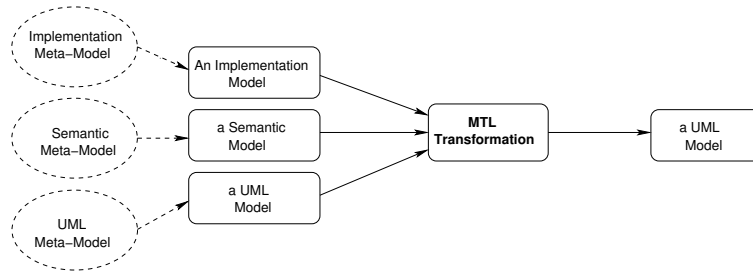 Implementation
Meta-Model
An Implementation
Model
Semantic
Meta-Model
a Semantic
Model
UML
Meta-Model
a UML
Model
MTL
Transformation
a UML
Model